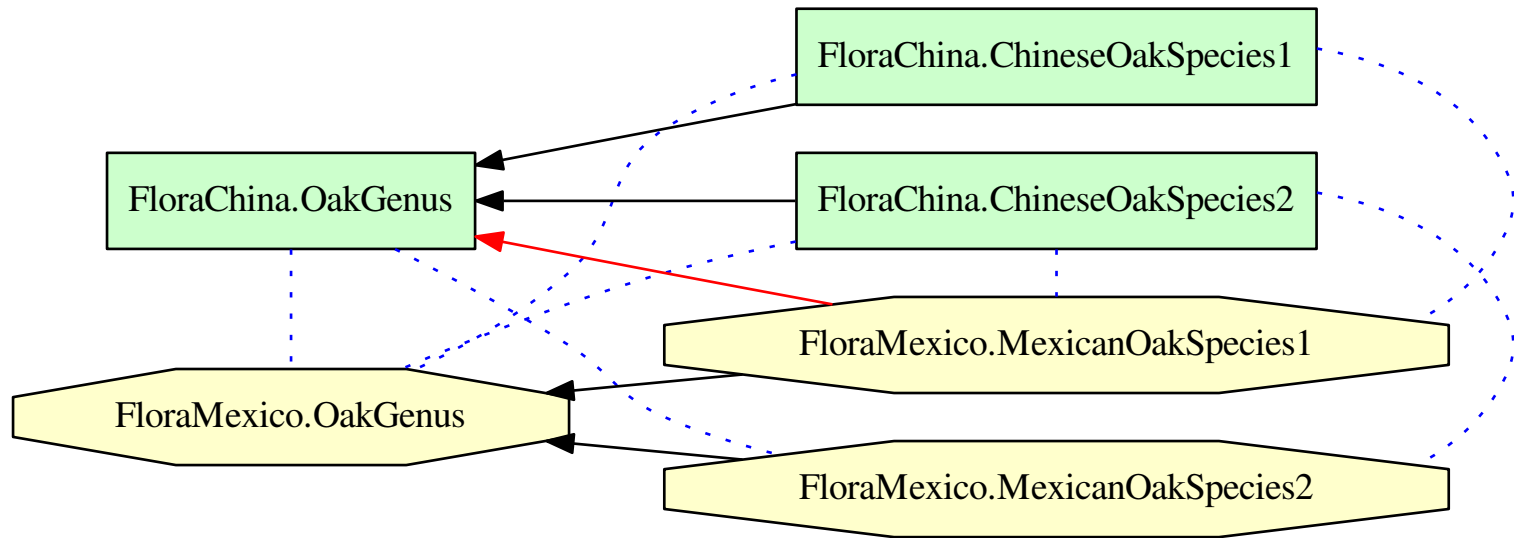 FloraChina.ChineseOakSpecies1
FloraChina.OakGenus
FloraChina.ChineseOakSpecies2
FloraMexico.MexicanOakSpecies1
FloraMexico.OakGenus
FloraMexico.MexicanOakSpecies2